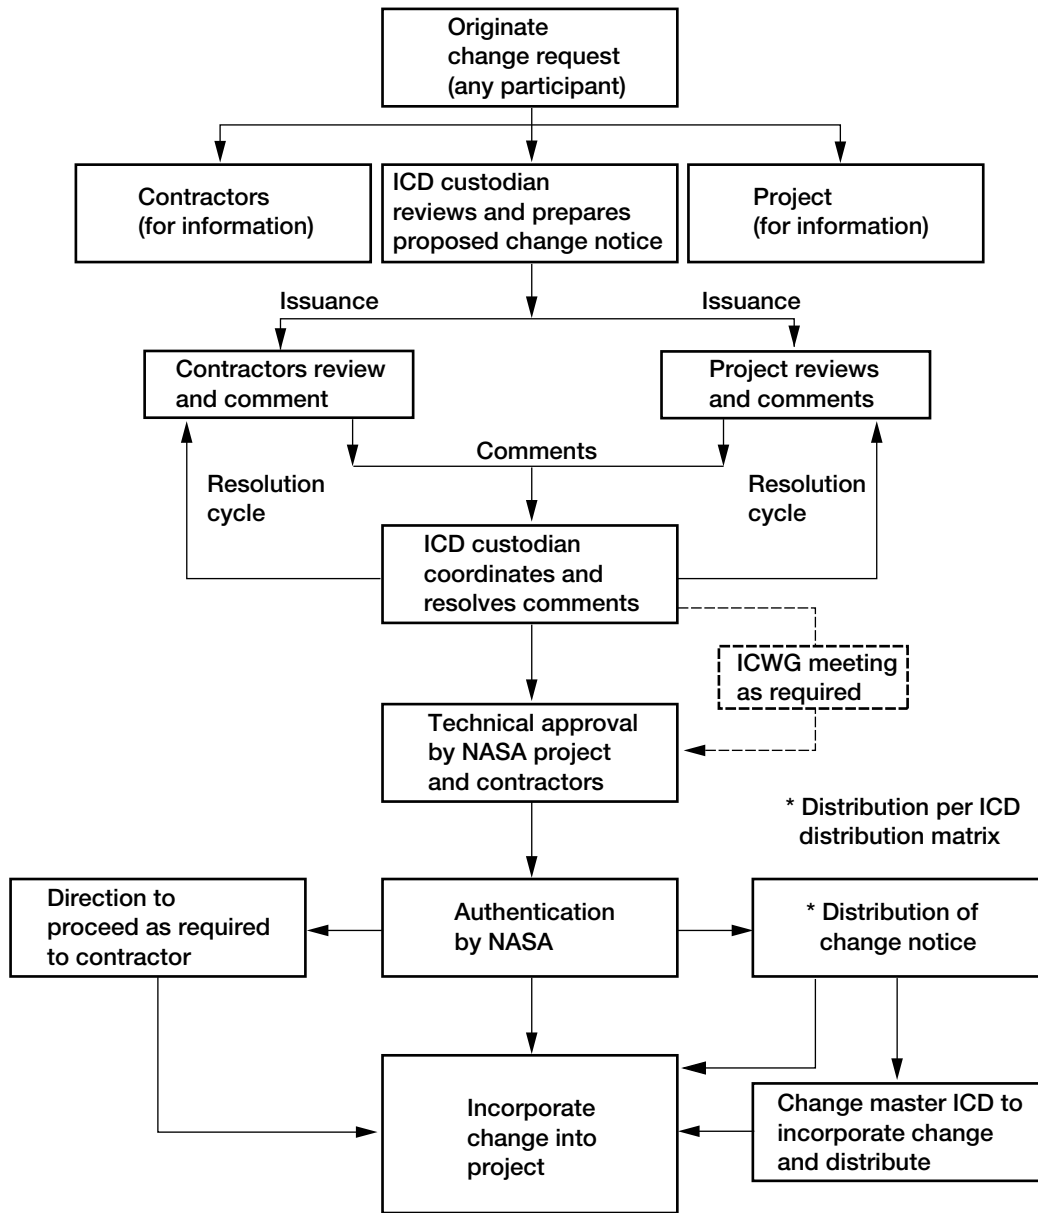 Originate
change request
(any participant)
Contractors
(for information)
ICD custodian
reviews and prepares
proposed change notice
Project
(for information)
Issuance
Issuance
Contractors review
and comment
Project reviews
and comments
Comments
Resolution
cycle
Resolution
cycle
ICD custodian
coordinates and
resolves comments
ICWG meeting
as required
Technical approval
by NASA project
and contractors
* Distribution per ICD
distribution matrix
Direction to
proceed as required
to contractor
Authentication
by NASA
* Distribution of
change notice
Incorporate
change into
project
Change master ICD to
incorporate change
and distribute